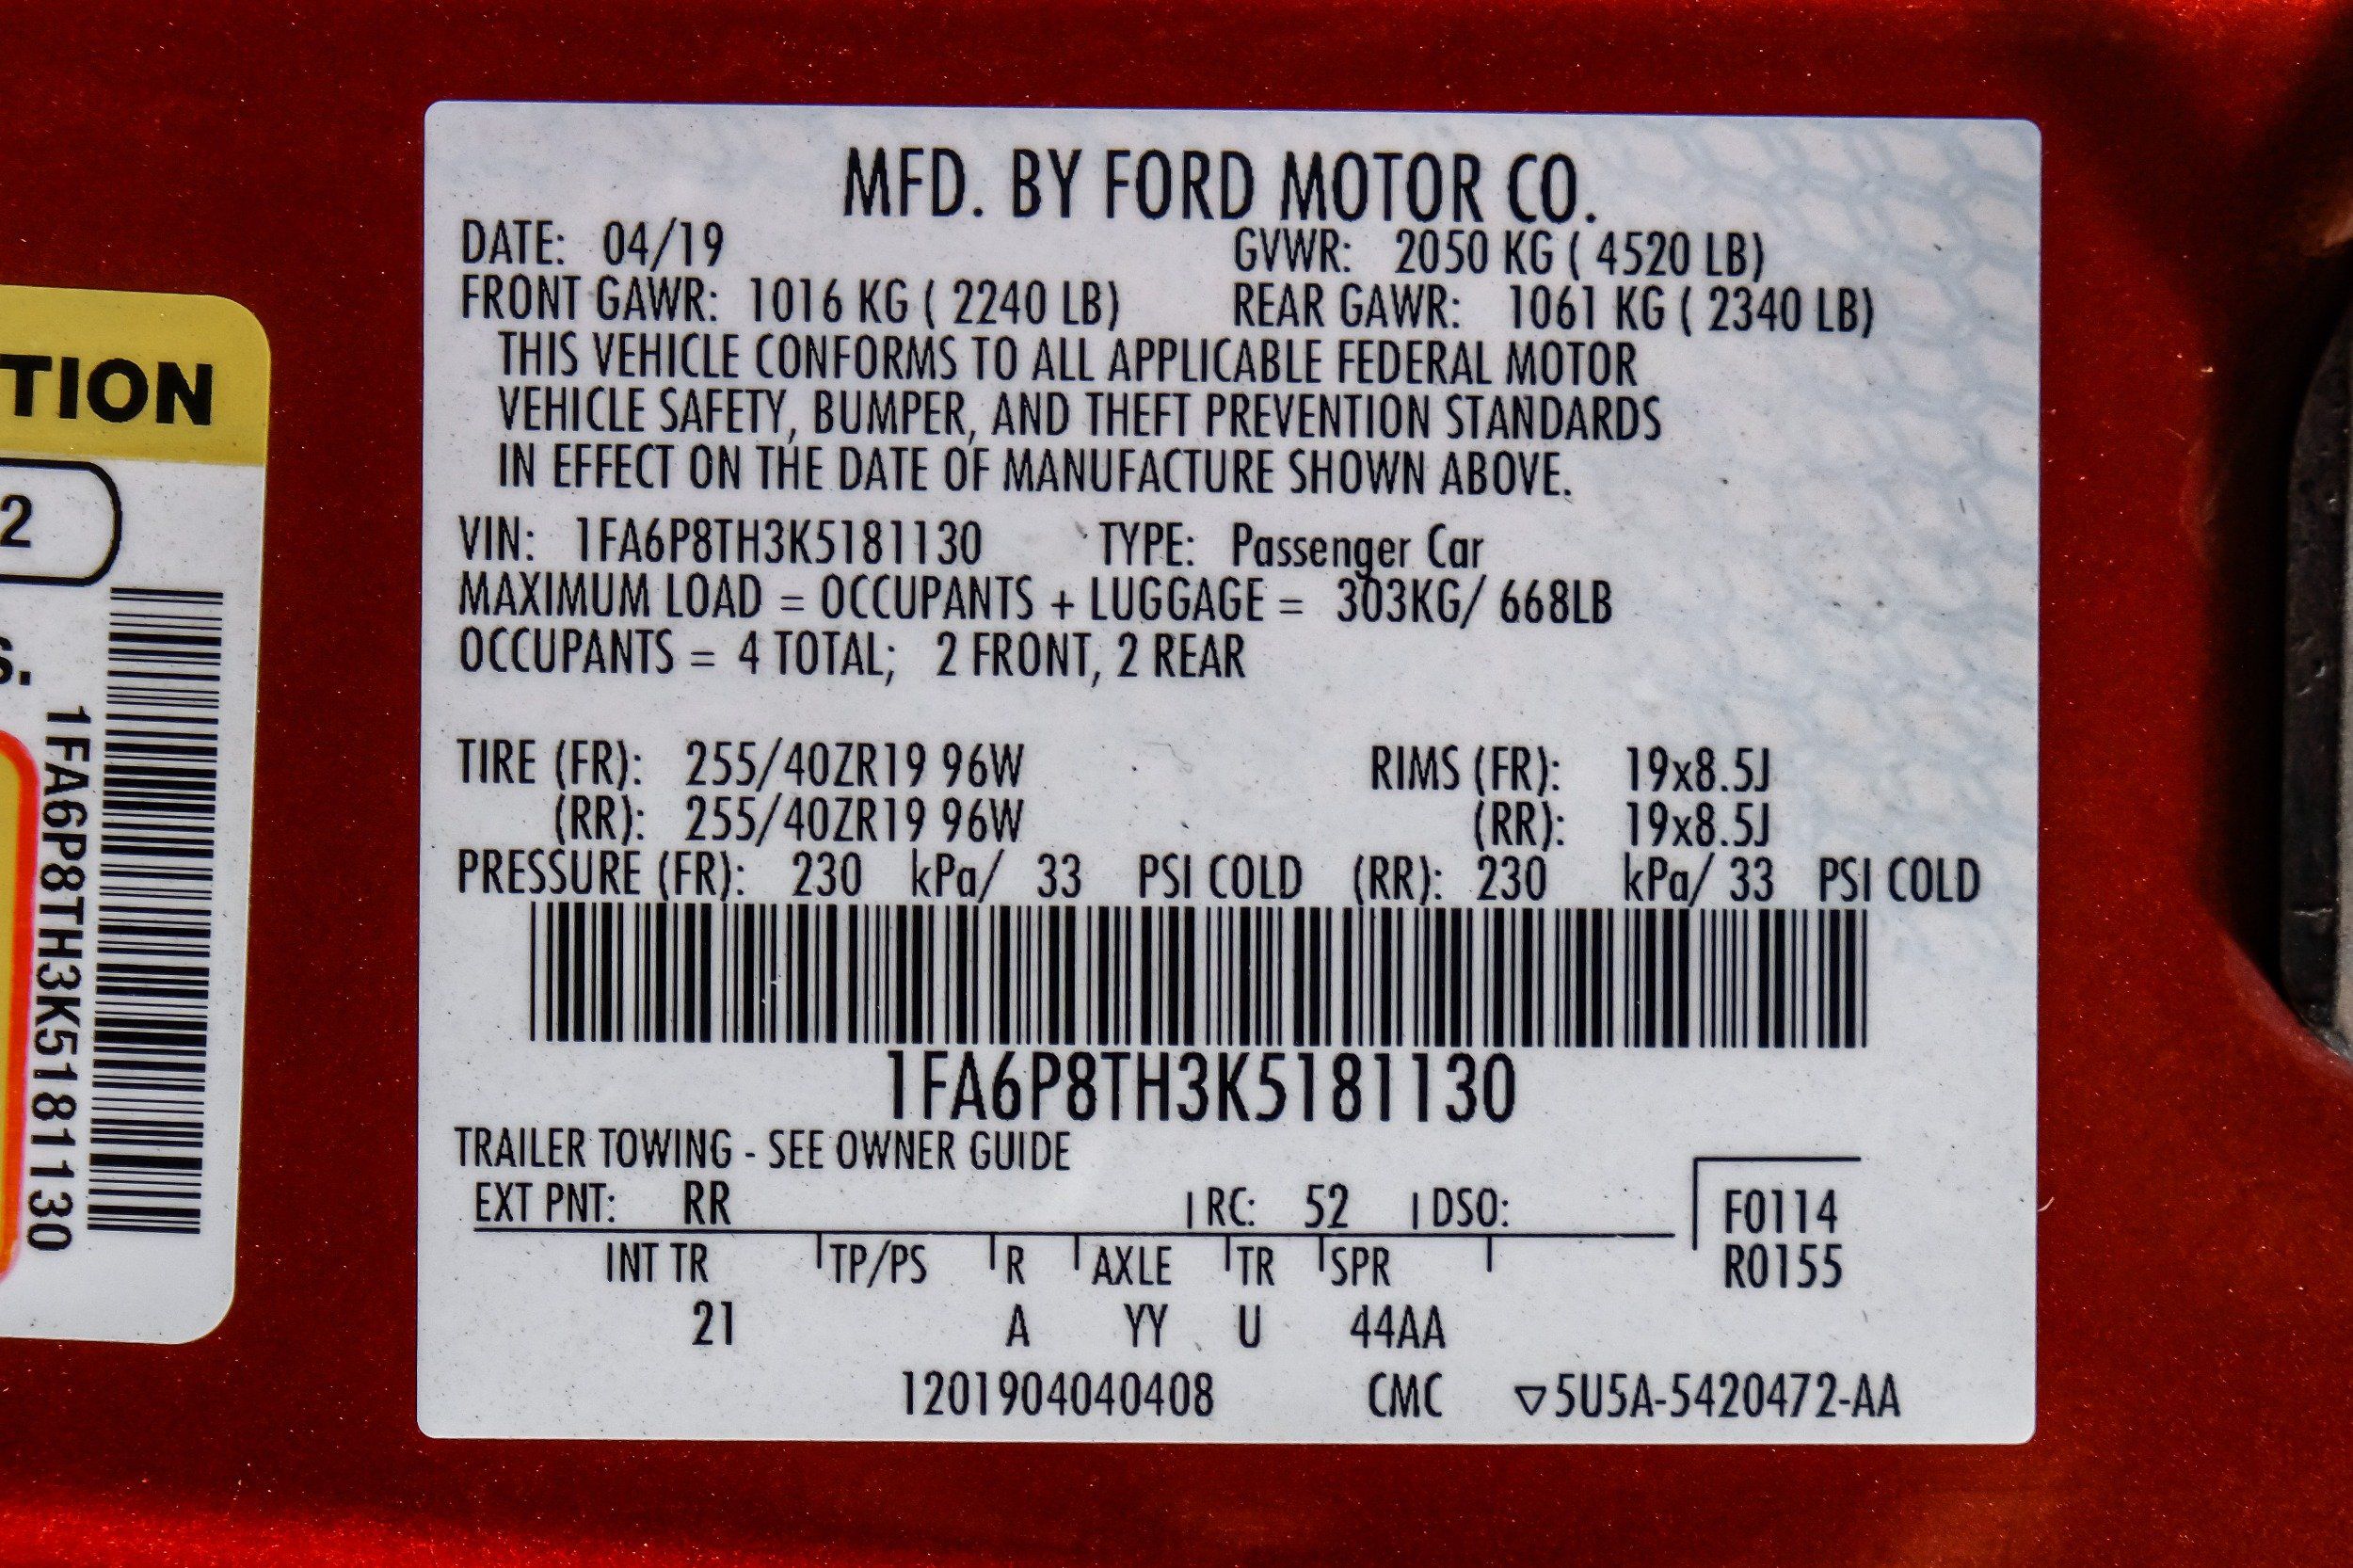 MFD. BY FORD MOTOR CO.
DATE: 04/19 GVWR: 2050 KG ( 4520 LB)
FRONT GAWR: 1016 KG ( 2240 LB) REAR GAWR: 1061 KG ( 2340 LB)
THIS VEHICLE CONFORMS TO ALL APPLICABLE FEDERAL MOTOR
VEHICLE SAFETY, BUMPER, AND THEFT PREVENTION STANDARDS
IN EFFECT ON THE DATE OF MANUFACTURE SHOWN ABOVE.
VIN: 1FA6P8TH3K5181130 TYPE: Passenger Car
MAXIMUM LOAD = OCCUPANTS + LUGGAGE = 303KG/ 668LB
OCCUPANTS = 4 TOTAL; 2 FRONT, 2 REAR
TIRE (FR): 255/40ZR19 96W RIMS (FR): 19x8.5J
(RR): 255/40ZR19 96W (RR): 19x8.5J
PRESSURE (FR): 230 kPa/ 33 PSI COLD (RR): 230 kPa/ 33 PSI COLD
1FA6P8TH3K5181130
TRAILER TOWING - SEE OWNER GUIDE
EXT PNT: RR RC: 52 DSO: F0114
INT TR TP/PS R AXLE TR SPR R0155
21 A YY U 44AA
1201904040408 CMC ▽5U5A-5420472-AA
TION
2
S.
1FA6P8TH3K5181130